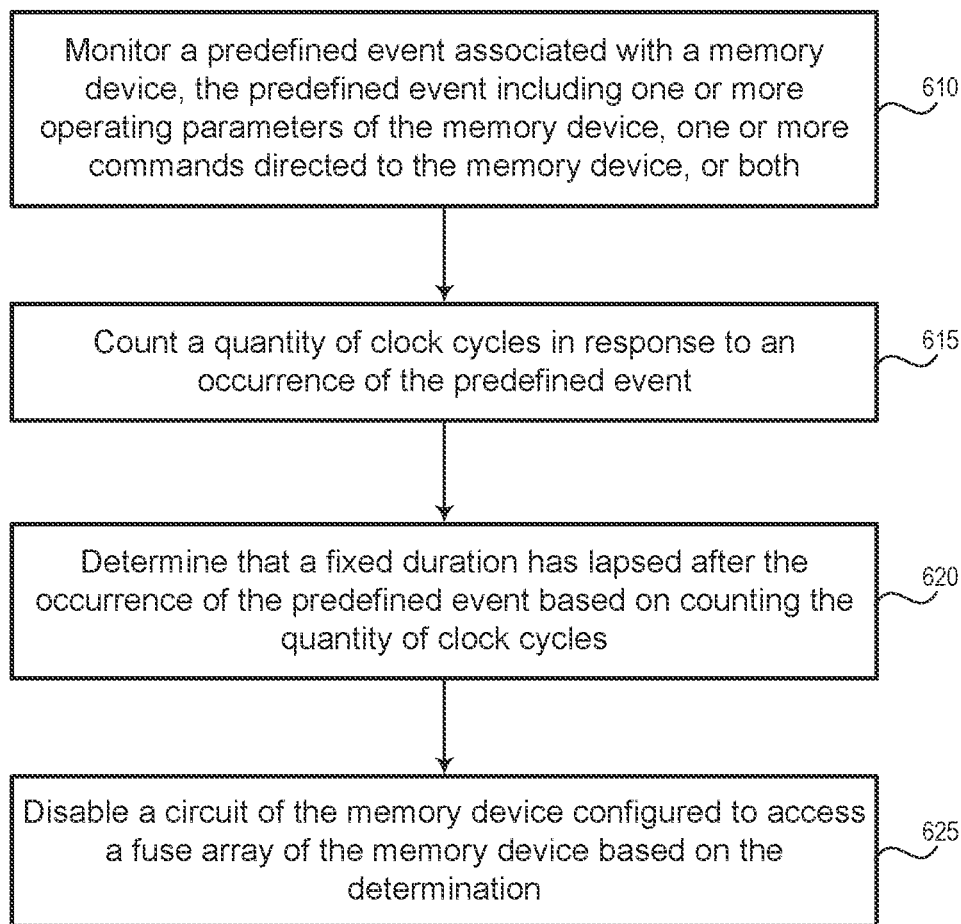 Monitor a predefined event associated with a memory
device, the predefined event including one or more
operating parameters of the memory device, one or more
commands directed to the memory device, or both
610
Count a quantity of clock cycles in response to an
occurrence of the predefined event
615
Determine that a fixed duration has lapsed after the
occurrence of the predefined event based on counting the
quantity of clock cycles
620
Disable a circuit of the memory device configured to access
a fuse array of the memory device based on the
determination
625